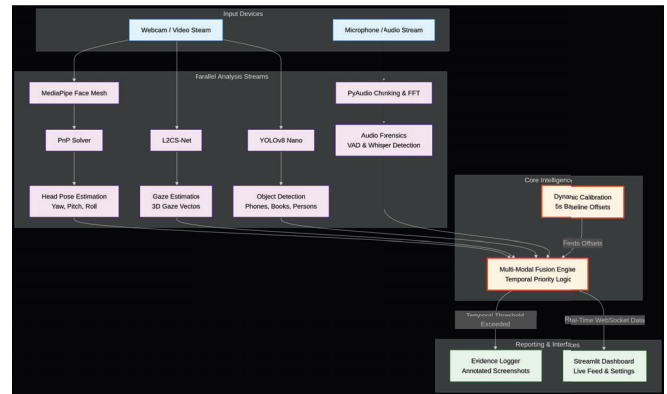 Input Devices
Webcam / Video Steam
Microphone / Audio Stream
Parallel Analysis Streams
MediaPipe Face Mesh
PyAudio Chunking & FFT
PnP Solver
L2CS-Net
YOLOv8 Nano
Audio Forensics
VAD & Whisper Detection
Head Pose Estimation
Yaw, Pitch, Roll
Gaze Estimation
3D Gaze Vectors
Object Detection
Phones, Books, Persons
Core Intelligence
Dynamic Calibration
5s Baseline Offsets
Feeds Offsets
Multi-Modal Fusion Engine
Temporal Priority Logic
Temporal Threshold
Exceeded
Real-Time WebSocket Data
Reporting & Interfaces
Evidence Logger
Annotated Screenshots
Streamlit Dashboard
Live Feed & Settings